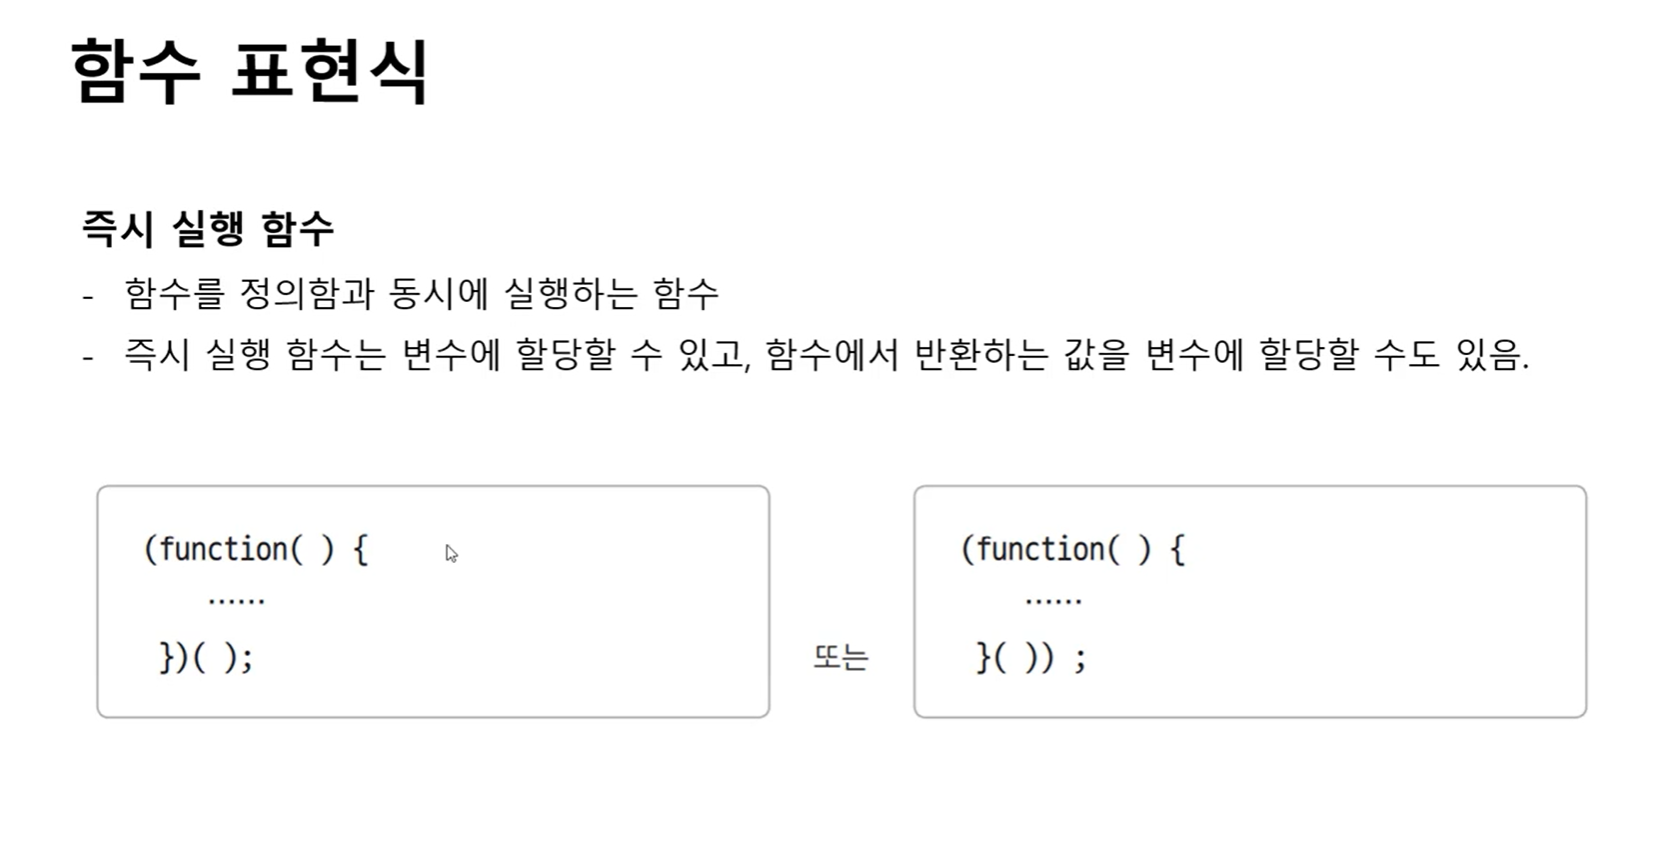 함수 표현식
즉시 실행 함수
- 함수를 정의함과 동시에 실행하는 함수
- 즉시 실행 함수는 변수에 할당할 수 있고, 함수에서 반환하는 값을 변수에 할당할 수도 있음.
(function( ) {
......
})( );
또는
(function( ) {
......
}( )) ;